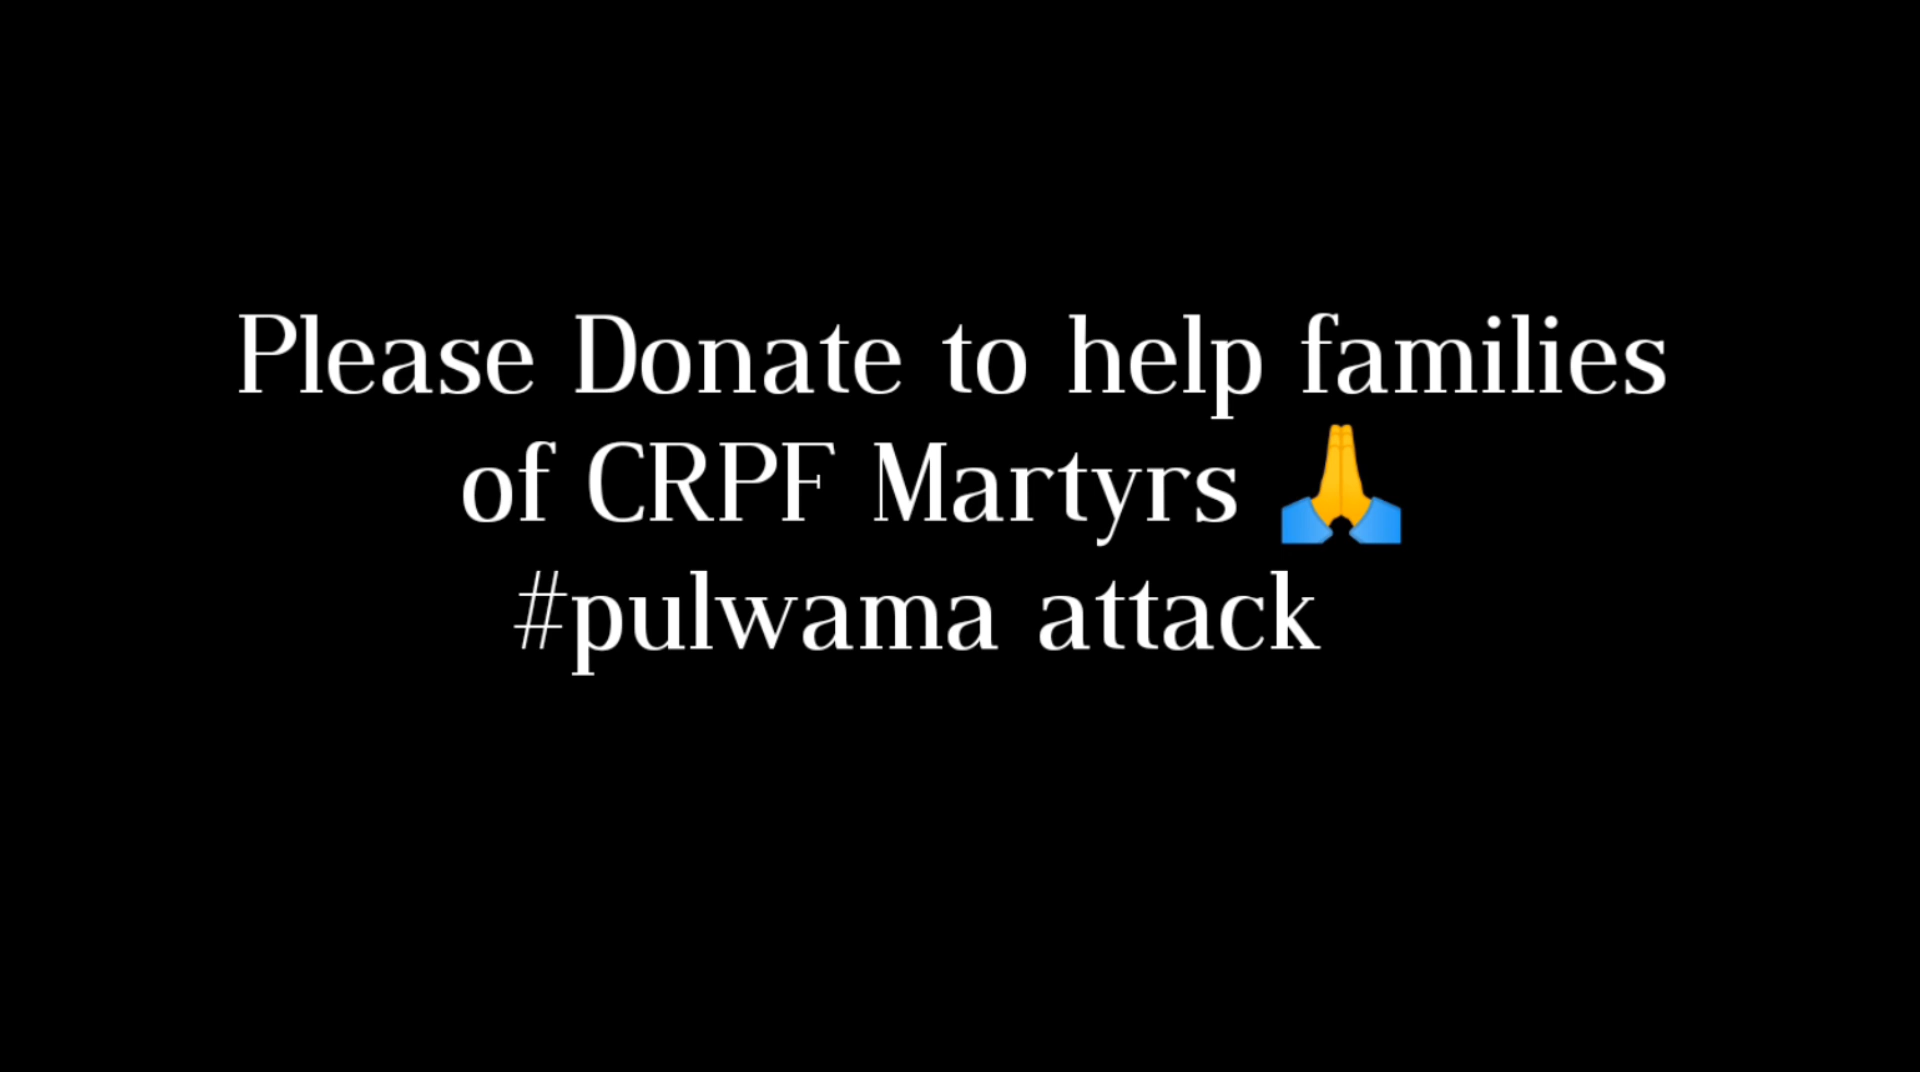 Please Donate to help families
of CRPF Martyrs 🙏
#pulwama attack